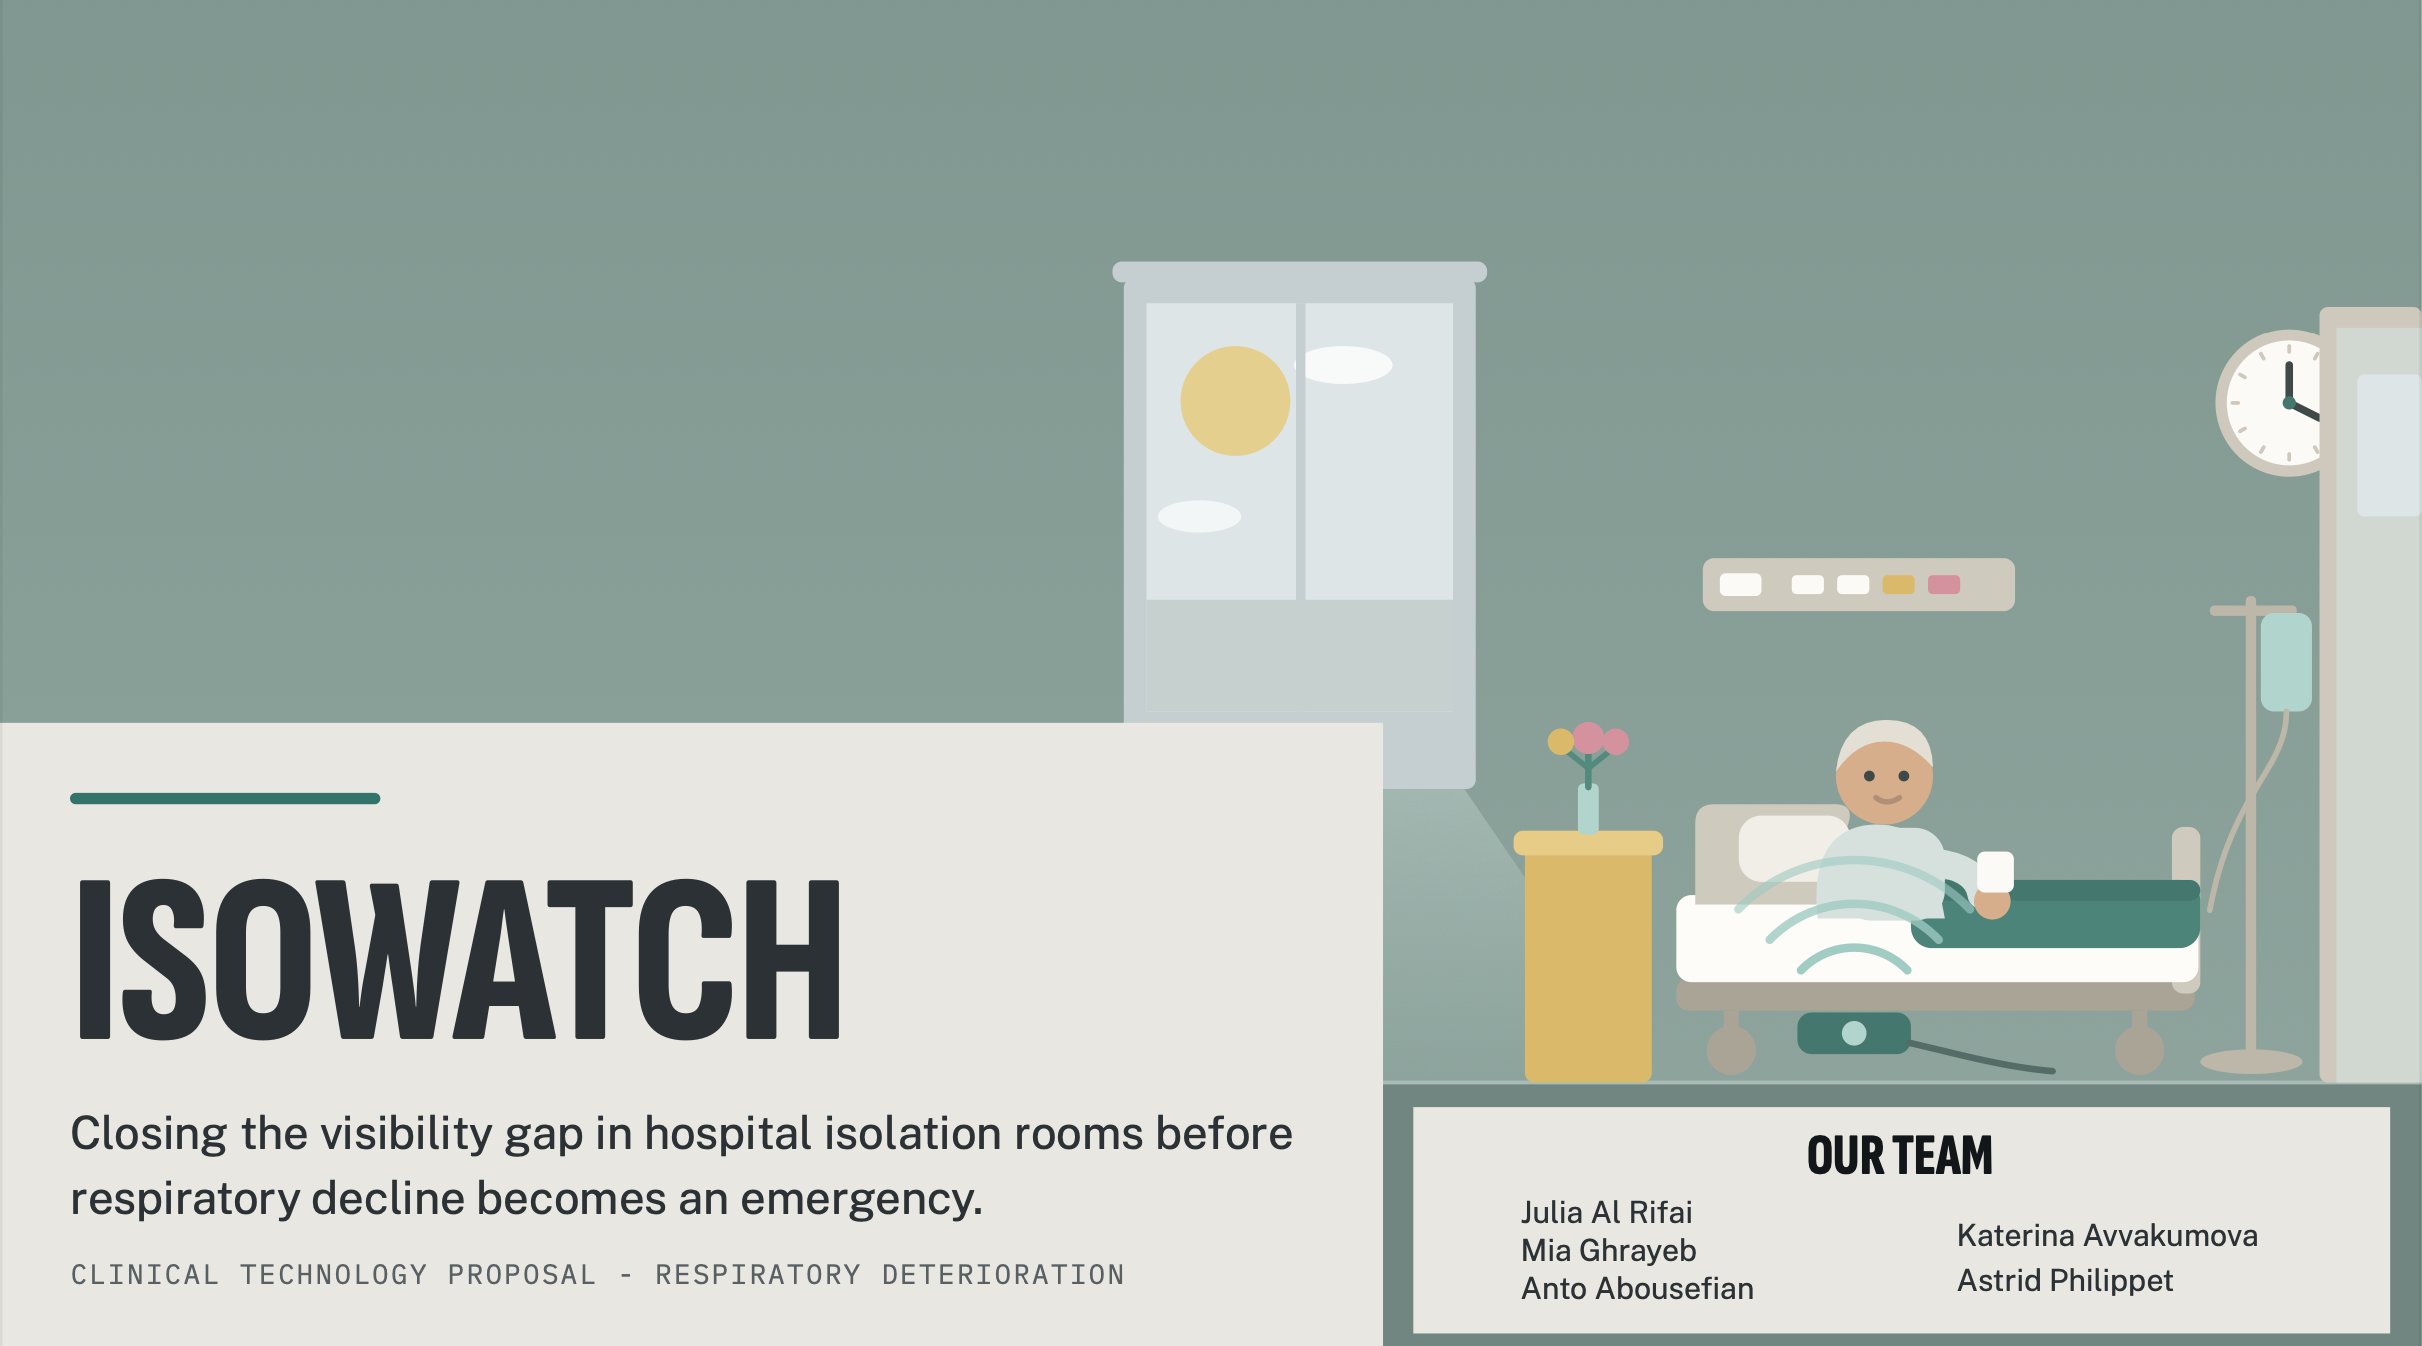 ISOWATCH
Closing the visibility gap in hospital isolation rooms before
respiratory decline becomes an emergency.
CLINICAL TECHNOLOGY PROPOSAL - RESPIRATORY DETERIORATION
OUR TEAM
Julia Al Rifai
Mia Ghrayeb
Anto Abousefian
Katerina Avvakumova
Astrid Philippet